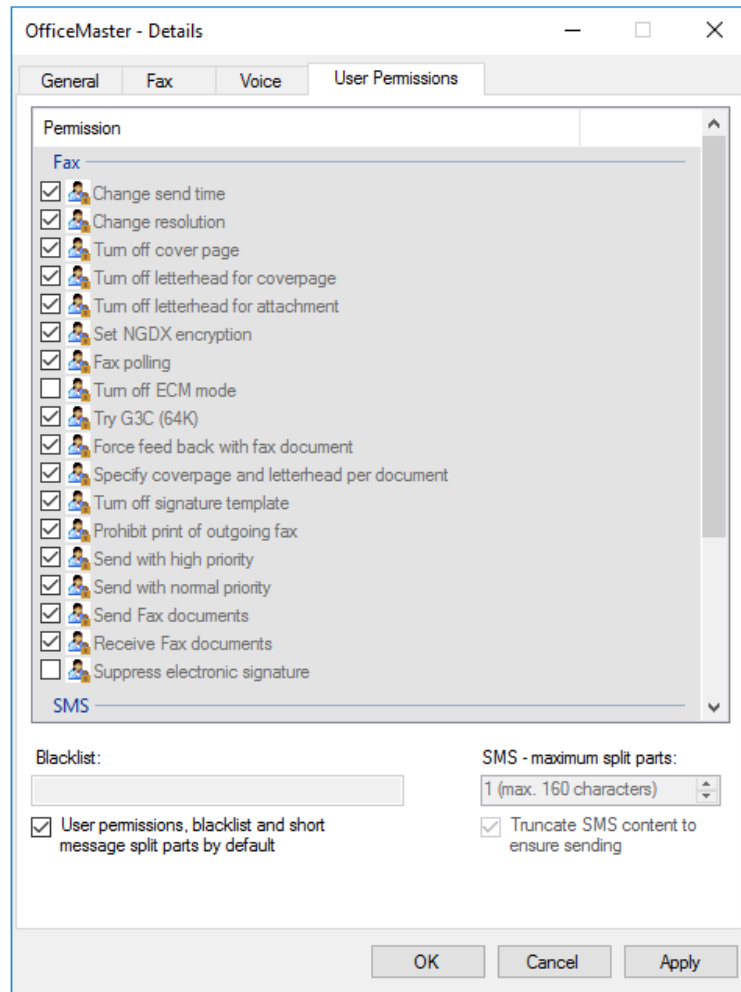 OfficeMaster - Details
General Fax Voice User Permissions
Permission
Fax
Change send time
Change resolution
Turn off cover page
Turn off letterhead for coverpage
Turn off letterhead for attachment
Set NGDX encryption
Fax polling
Turn off ECM mode
Try G3C (64K)
Force feed back with fax document
Specify coverpage and letterhead per document
Turn off signature template
Prohibit print of outgoing fax
Send with high priority
Send with normal priority
Send Fax documents
Receive Fax documents
Suppress electronic signature
SMS
Blacklist:
SMS - maximum split parts:
1 (max. 160 characters)
User permissions, blacklist and short
message split parts by default
Truncate SMS content to
ensure sending
OK Cancel Apply